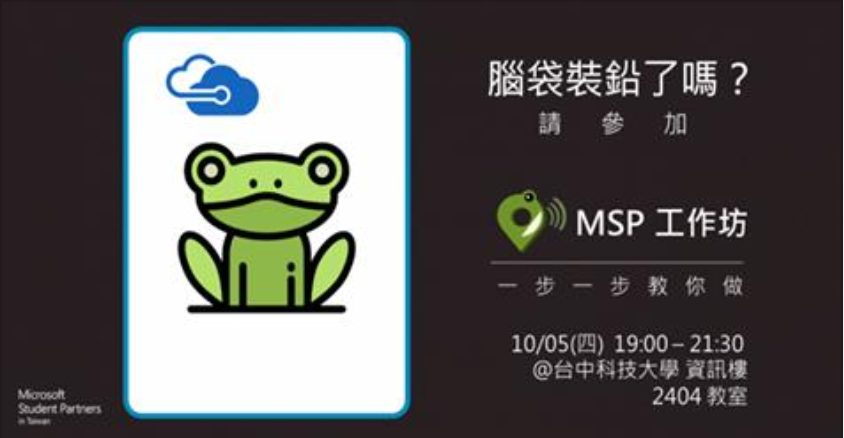 腦袋裝鉛了嗎？
請參加
MSP 工作坊
一步一步教你做
10/05(四) 19:00 – 21:30
@台中科技大學 資訊樓
2404 教室
Microsoft
Student Partners
in Taiwan